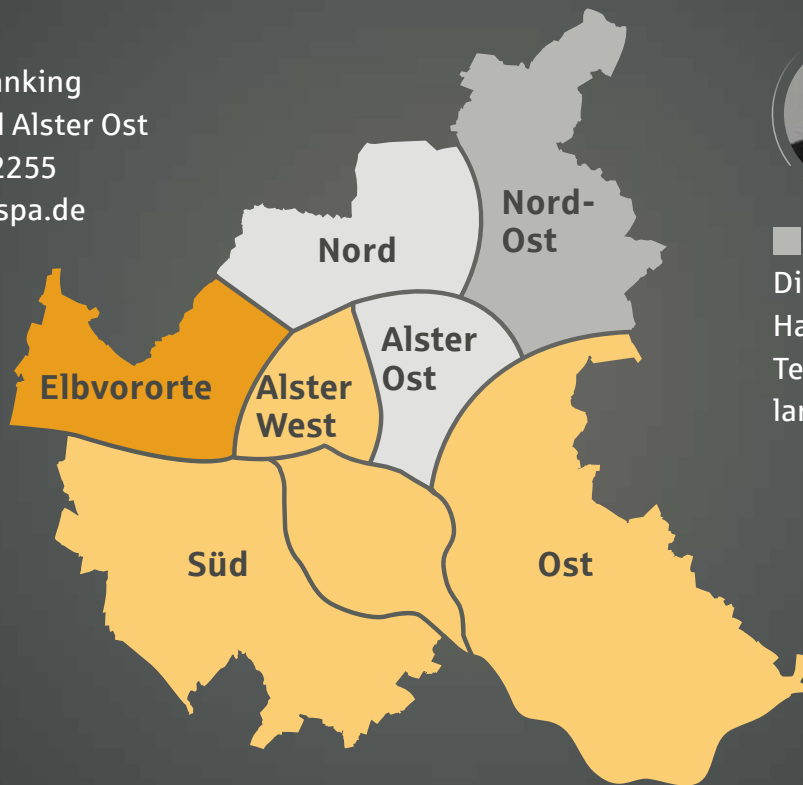 anking
Alster Ost
2255
spa.de
Nord-
Ost
Nord
Di
Ha
Te
lar
Alster
Ost
Elbvororte
Alster
West
Süd
Ost